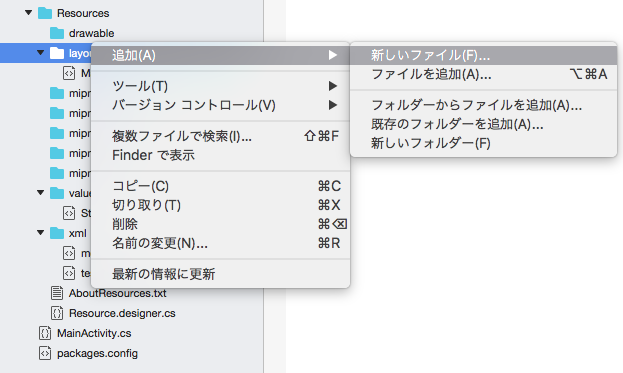 Resources
drawable
layou
追加(A)
新しいファイル(F)...
ファイルを追加(A)... ⌥⌘A
フォルダーからファイルを追加(A)...
既存のフォルダーを追加(A)...
新しいフォルダー(F)
ツール(T)
バージョン コントロール(V)
複数ファイルで検索(I)... ⇧⌘F
Finder で表示
コピー(C) ⌘C
切り取り(T) ⌘X
削除 ⌘⌫
名前の変更(N)... ⌘R
最新の情報に更新
M
mipr
mipr
mipr
mipr
mipr
value
St
xml
m
te
AboutResources.txt
Resource.designer.cs
MainActivity.cs
packages.config